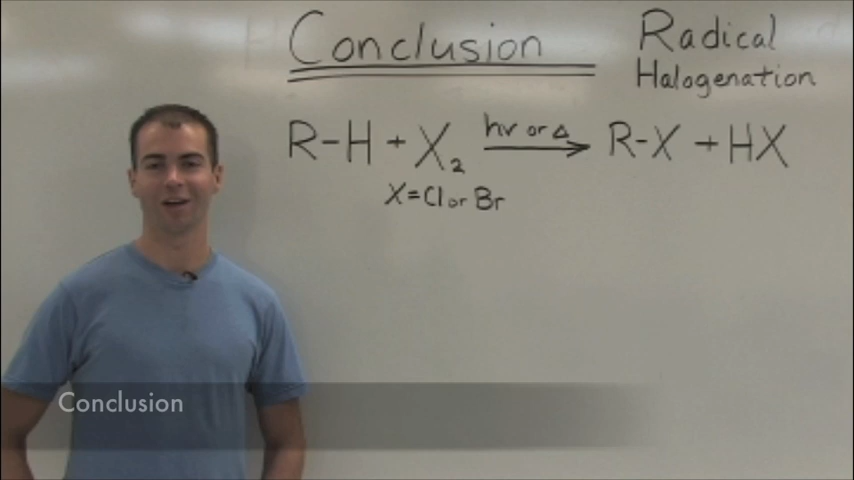 Conclusion
Radical
Halogenation
R-H + X₂ hν or Δ → R-X + HX
X = Cl or Br
Conclusion